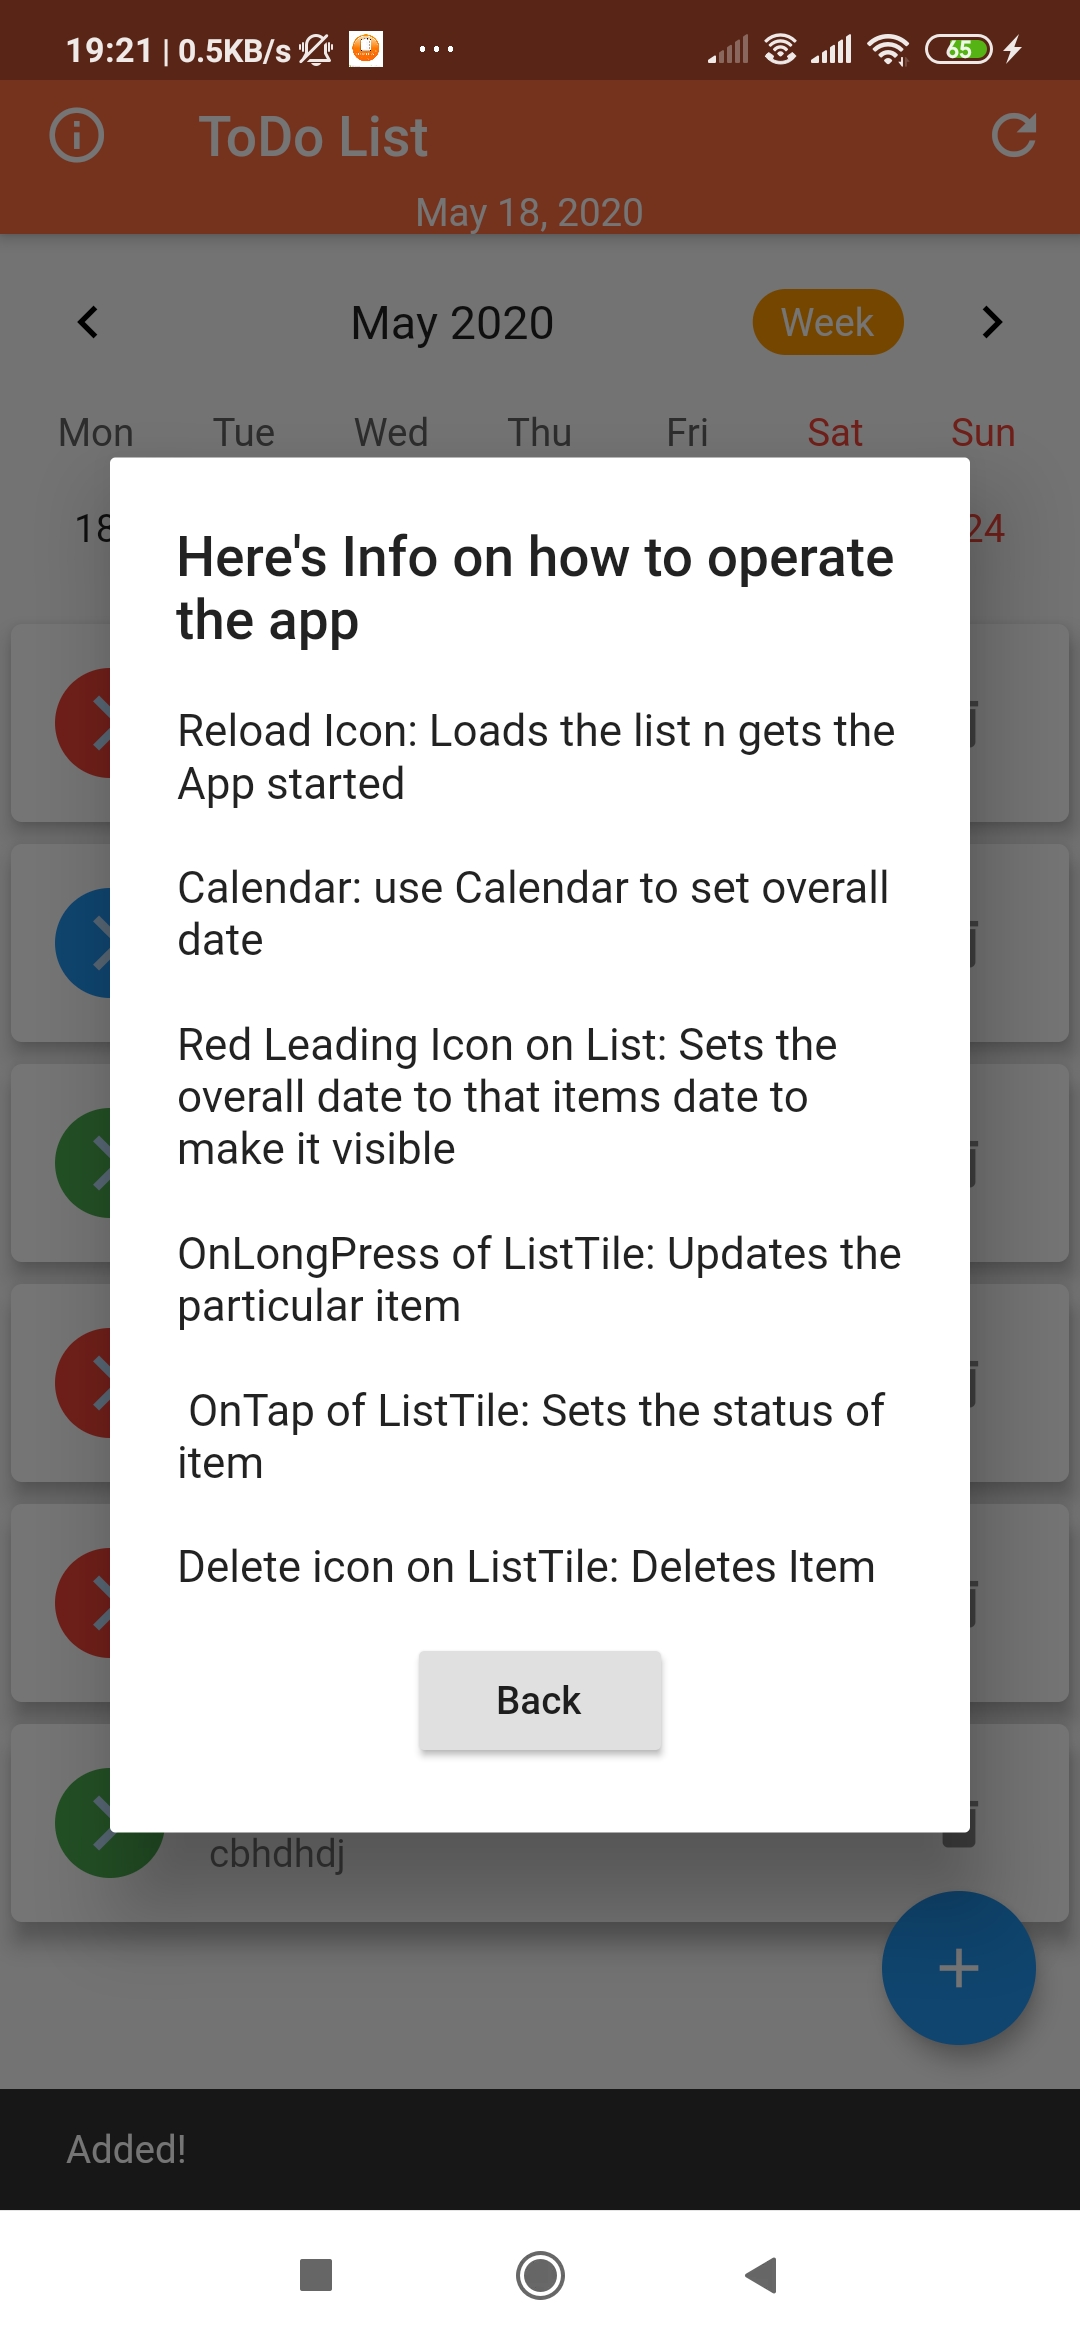 19:21 | 0.5KB/s
65
ToDo List
May 18, 2020
May 2020
Week
Mon Tue Wed Thu Fri Sat Sun
18 24
Here's Info on how to operate
the app
Reload Icon: Loads the list n gets the
App started
Calendar: use Calendar to set overall
date
Red Leading Icon on List: Sets the
overall date to that items date to
make it visible
OnLongPress of ListTile: Updates the
particular item
OnTap of ListTile: Sets the status of
item
Delete icon on ListTile: Deletes Item
Back
cbhdhdj
Added!